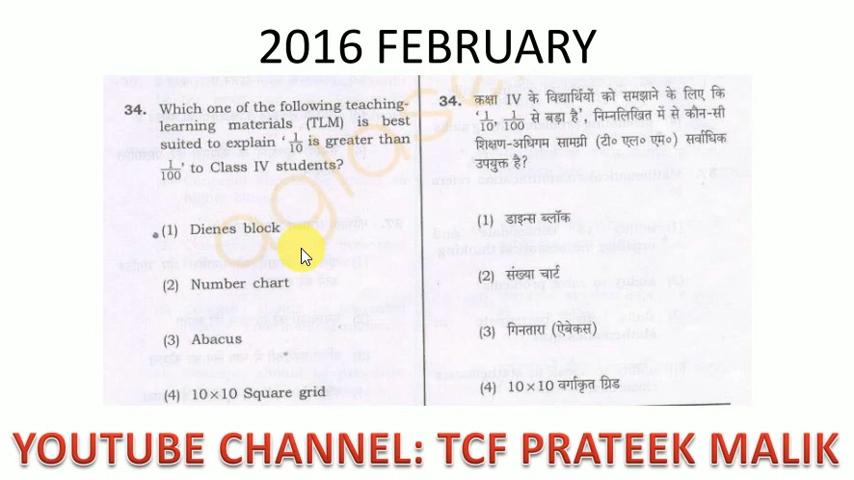 2016 FEBRUARY
34. Which one of the following teaching-
learning materials (TLM) is best
suited to explain ‘1/10 is greater than
1/100’ to Class IV students?
(1) Dienes block
(2) Number chart
(3) Abacus
(4) 10×10 Square grid
34. कक्षा IV के विद्यार्थियों को समझाने के लिए कि
‘1/10, 1/100 से बड़ा है’, निम्नलिखित में से कौन-सी
शिक्षण-अधिगम सामग्री (टी० एल० एम०) सर्वाधिक
उपयुक्त है?
(1) डाइन्स ब्लॉक
(2) संख्या चार्ट
(3) गिनतारा (ऐबेकस)
(4) 10×10 वर्गाकृत ग्रिड
YOUTUBE CHANNEL: TCF PRATEEK MALIK